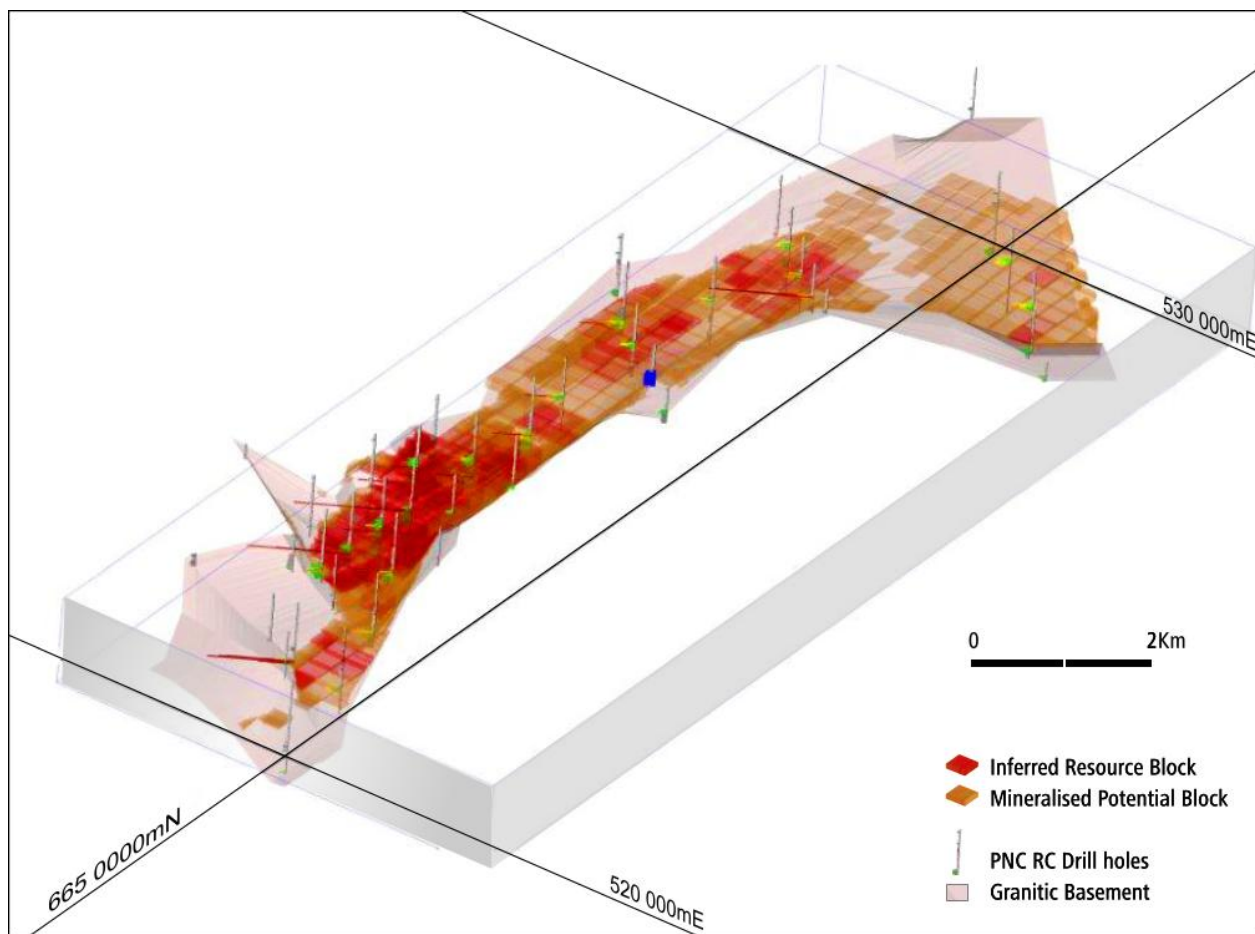 530 000mE
0 2Km
Inferred Resource Block
Mineralised Potential Block
665 0000mN
PNC RC Drill holes
Granitic Basement
520 000mE